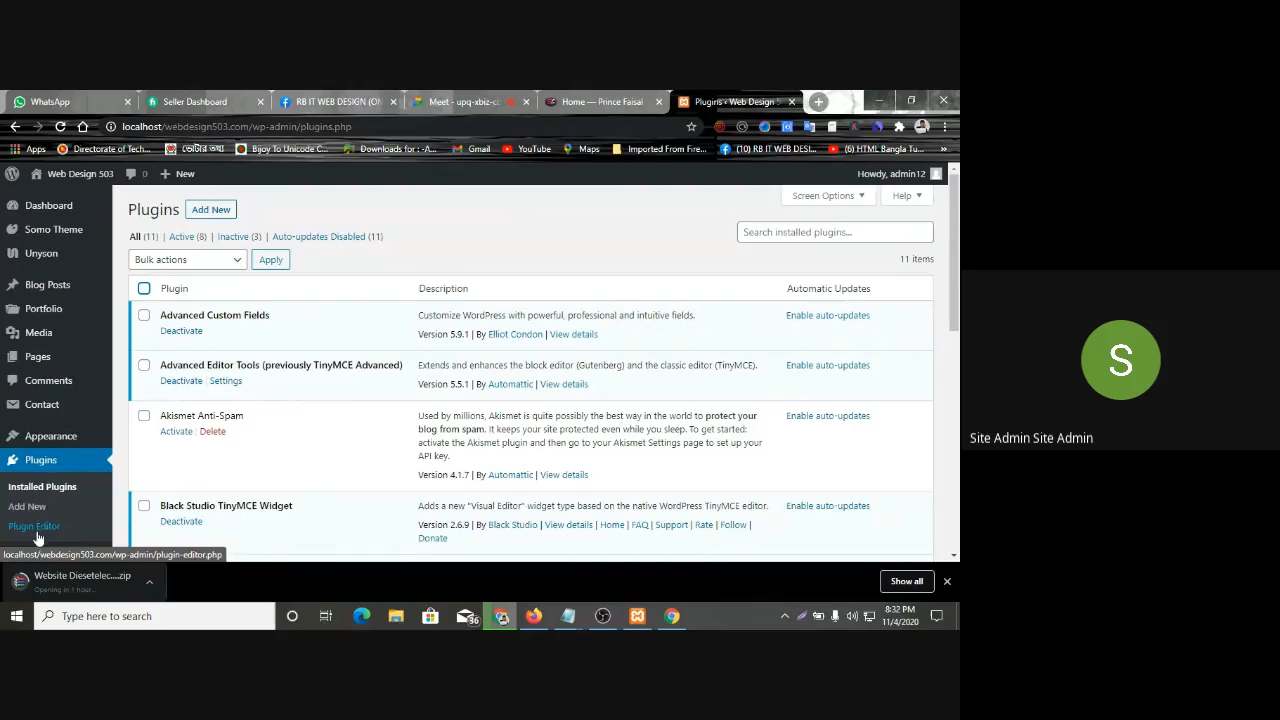 WhatsApp
Seller Dashboard
RB IT WEB DESIGN (ON
Meet - upq-xbiz-ct
Home — Prince Faisal
Plugins ‹ Web Design 5
localhost/webdesign503.com/wp-admin/plugins.php
Apps
Directorate of Tech...
ভোটার তথ্য
Bijoy To Unicode C...
Downloads for : -A...
Gmail
YouTube
Maps
Imported From Fire...
(10) RB IT WEB DESI...
(6) HTML Bangla Tu...
»
Web Design 503
0
New
Howdy, admin12
Dashboard
Somo Theme
Unyson
Blog Posts
Portfolio
Media
Pages
Comments
Contact
Appearance
Plugins
Installed Plugins
Add New
Plugin Editor
Screen Options
Help
Plugins
Add New
All (11) | Active (8) | Inactive (3) | Auto-updates Disabled (11)
Search installed plugins...
Bulk actions
Apply
11 items
Plugin
Description
Automatic Updates
Advanced Custom Fields
Deactivate
Customize WordPress with powerful, professional and intuitive fields.
Version 5.9.1 | By Elliot Condon | View details
Enable auto-updates
Advanced Editor Tools (previously TinyMCE Advanced)
Deactivate | Settings
Extends and enhances the block editor (Gutenberg) and the classic editor (TinyMCE).
Version 5.5.1 | By Automattic | View details
Enable auto-updates
Akismet Anti-Spam
Activate | Delete
Used by millions, Akismet is quite possibly the best way in the world to protect your
blog from spam. It keeps your site protected even while you sleep. To get started:
activate the Akismet plugin and then go to your Akismet Settings page to set up your
API key.
Version 4.1.7 | By Automattic | View details
Enable auto-updates
Black Studio TinyMCE Widget
Deactivate
Adds a new "Visual Editor" widget type based on the native WordPress TinyMCE editor.
Version 2.6.9 | By Black Studio | View details | Home | FAQ | Support | Rate | Follow |
Donate
Enable auto-updates
localhost/webdesign503.com/wp-admin/plugin-editor.php
Website Diesetelec....zip
Opening in 1 hour...
Show all
Type here to search
36
8:32 PM
11/4/2020
S
Site Admin Site Admin